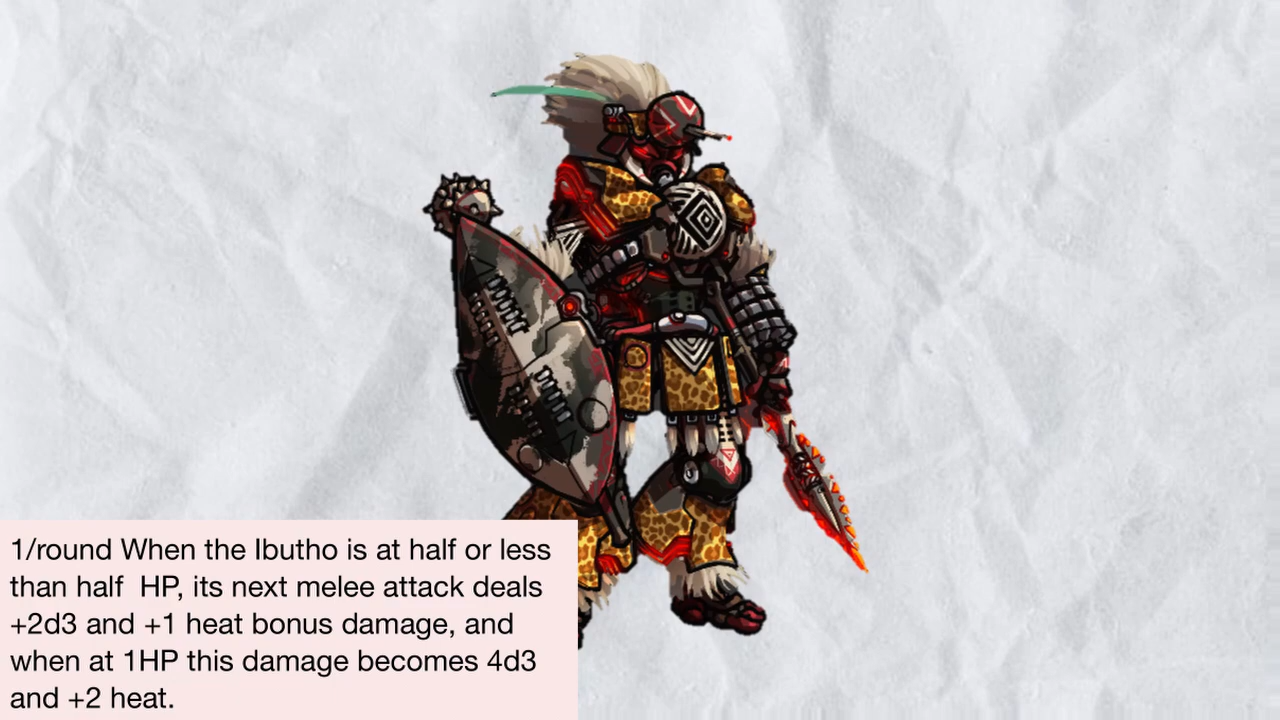 1/round When the Ibutho is at half or less
than half  HP, its next melee attack deals
+2d3 and +1 heat bonus damage, and
when at 1HP this damage becomes 4d3
and +2 heat.